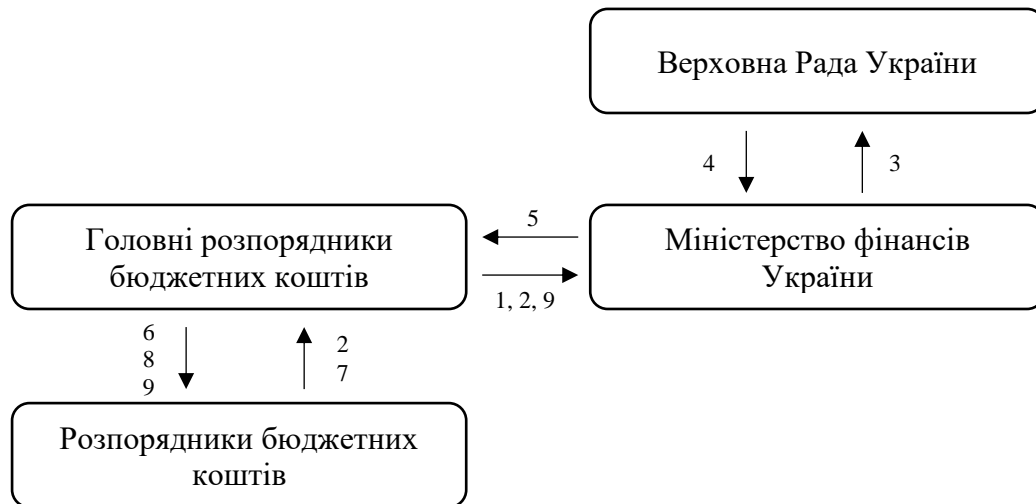 Верховна Рада України
4
3
Головні розпорядники
бюджетних коштів
5
1, 2, 9
Міністерство фінансів
України
6
8
9
2
7
Розпорядники бюджетних
коштів